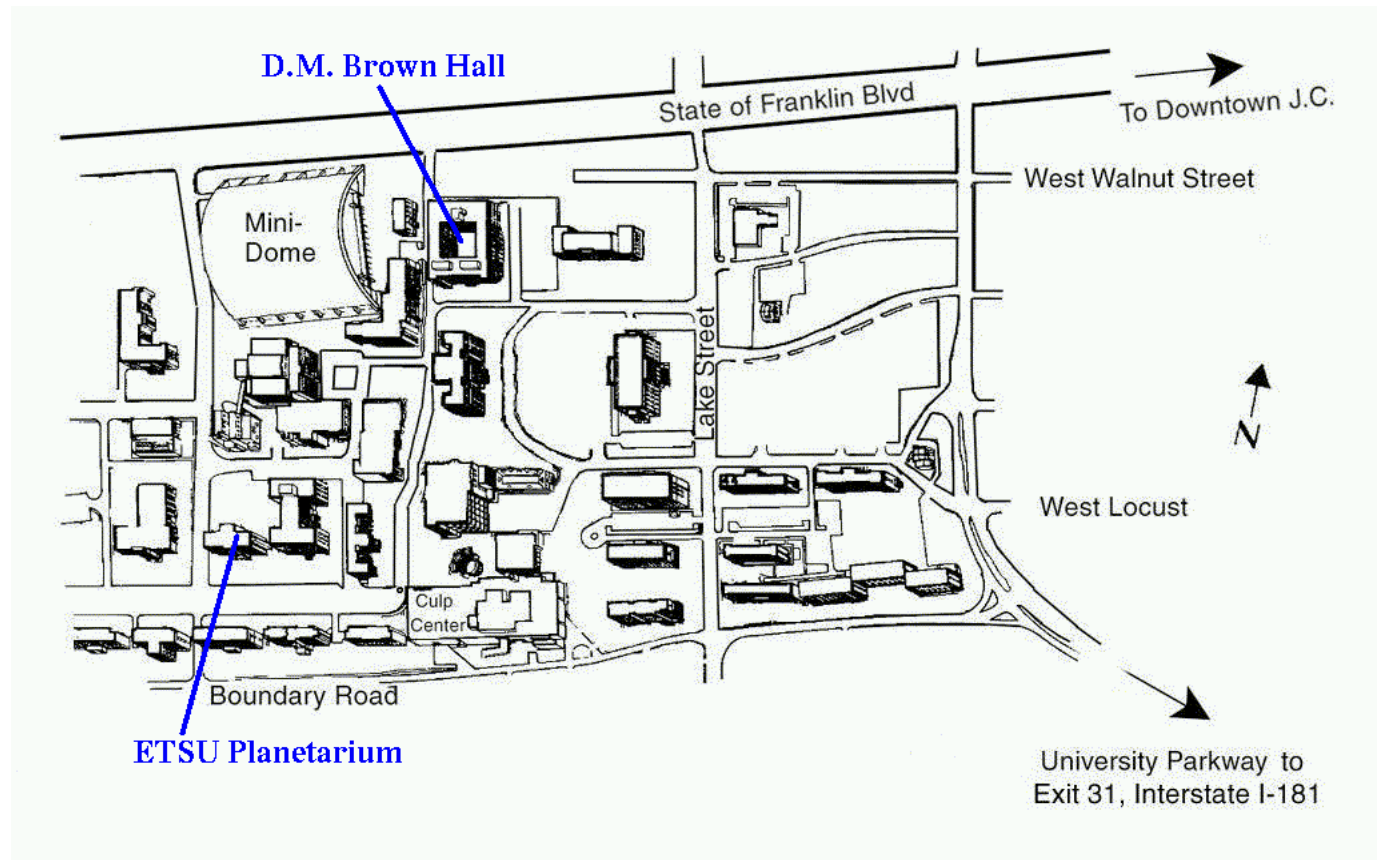 D.M. Brown Hall
State of Franklin Blvd
To Downtown J.C.
West Walnut Street
Mini-
Dome
Lake Street
N
West Locust
Culp
Center
Boundary Road
ETSU Planetarium
University Parkway to
Exit 31, Interstate I-181